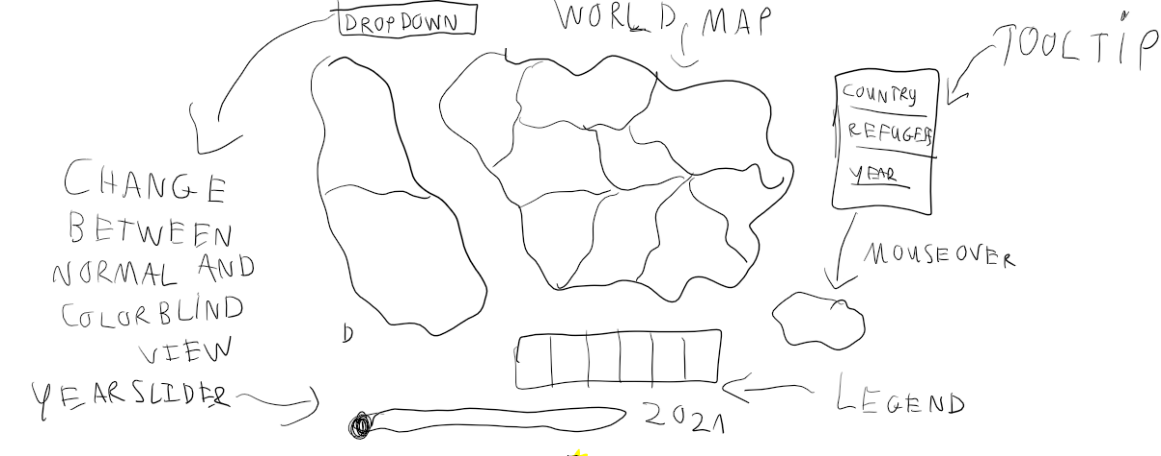 DROPDOWN
WORLD MAP
TOOLTIP
COUNTRY
REFUGEES
YEAR
MOUSEOVER
CHANGE
BETWEEN
NORMAL AND
COLORBLIND
VIEW
D
YEARSLIDER
LEGEND
2021